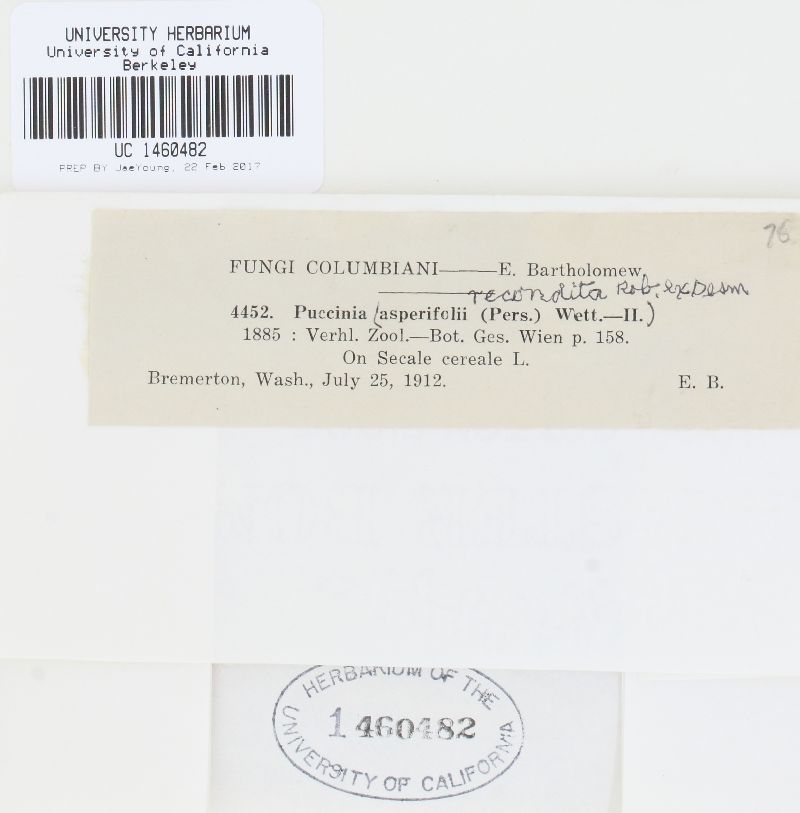 UNIVERSITY HERBARIUM
University of California
Berkeley
UC 1460482
PREP BY JaeYoung, 22 Feb 2017
76
FUNGI COLUMBIANI——E. Bartholomew.
recondita Rob. ex Desm
4452. Puccinia (asperifolii (Pers.) Wett.—II.)
1885 : Verhl. Zool.—Bot. Ges. Wien p. 158.
On Secale cereale L.
Bremerton, Wash., July 25, 1912. E. B.
HERBARIUM OF THE
1460482
UNIVERSITY OF CALIFORNIA